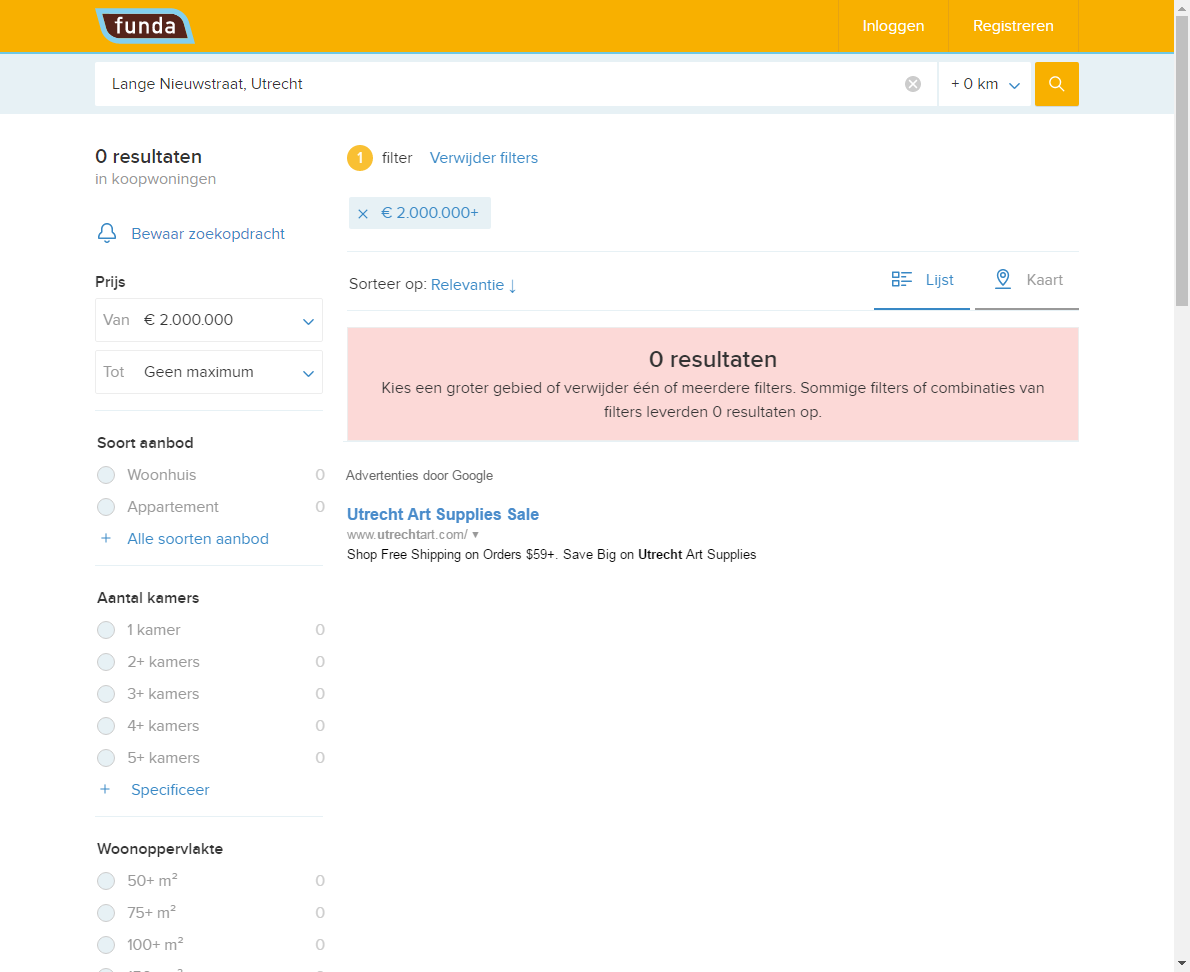 funda
Inloggen
Registreren
Lange Nieuwstraat, Utrecht
+ 0 km
0 resultaten
in koopwoningen
Bewaar zoekopdracht
Prijs
Van € 2.000.000
Tot Geen maximum
Soort aanbod
Woonhuis 0
Appartement 0
+ Alle soorten aanbod
Aantal kamers
1 kamer 0
2+ kamers 0
3+ kamers 0
4+ kamers 0
5+ kamers 0
+ Specificeer
Woonoppervlakte
50+ m² 0
75+ m² 0
100+ m² 0
1 filter Verwijder filters
× € 2.000.000+
Sorteer op: Relevantie ↓
Lijst
Kaart
0 resultaten
Kies een groter gebied of verwijder één of meerdere filters. Sommige filters of combinaties van
filters leverden 0 resultaten op.
Advertenties door Google
Utrecht Art Supplies Sale
www.utrechtart.com/ ▼
Shop Free Shipping on Orders $59+. Save Big on Utrecht Art Supplies